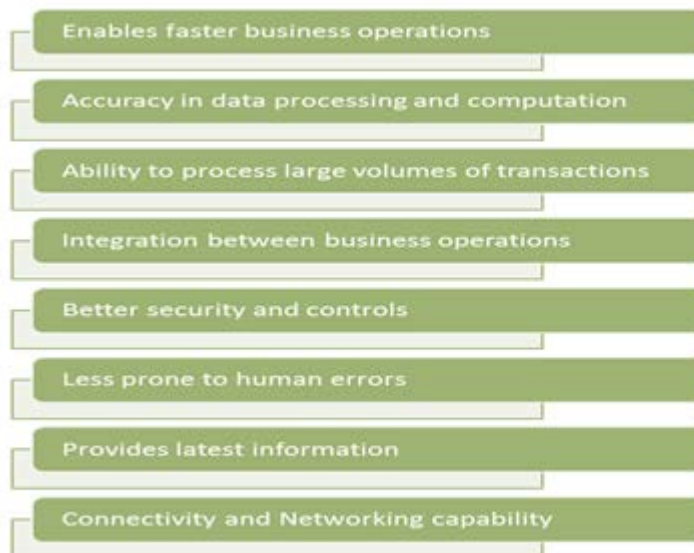 Enables faster business operations
Accuracy in data processing and computation
Ability to process large volumes of transactions
Integration between business operations
Better security and controls
Less prone to human errors
Provides latest information
Connectivity and Networking capability